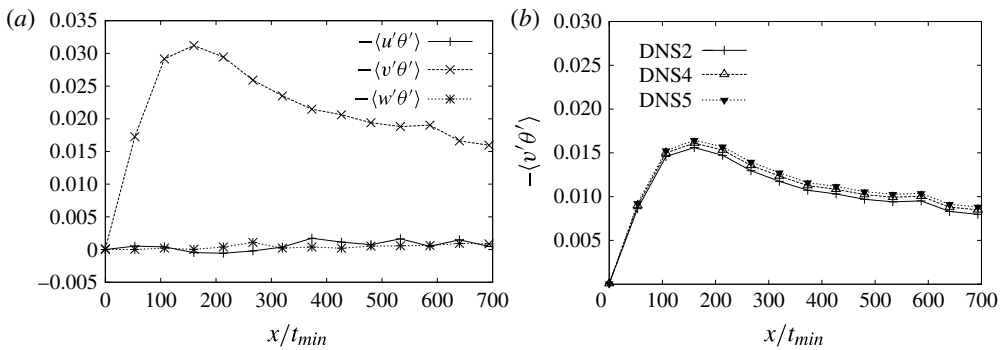 (a)
0.035
0.030
0.025
0.020
0.015
0.010
0.005
0
−0.005
−⟨u′θ′⟩
−⟨v′θ′⟩
−⟨w′θ′⟩
0 100 200 300 400 500 600 700
x/t_min
(b)
0.030
0.025
0.020
0.015
0.010
0.005
−⟨v′θ′⟩
DNS2
DNS4
DNS5
0 100 200 300 400 500 600 700
x/t_min